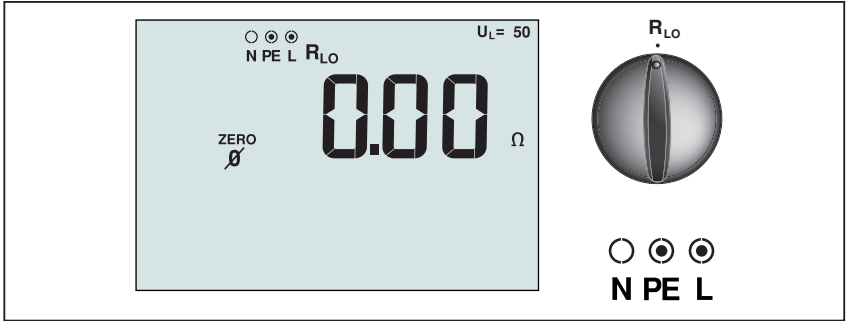 U_L= 50
N PE L R_LO
0.00 Ω
ZERO
Ø
R_LO
N PE L